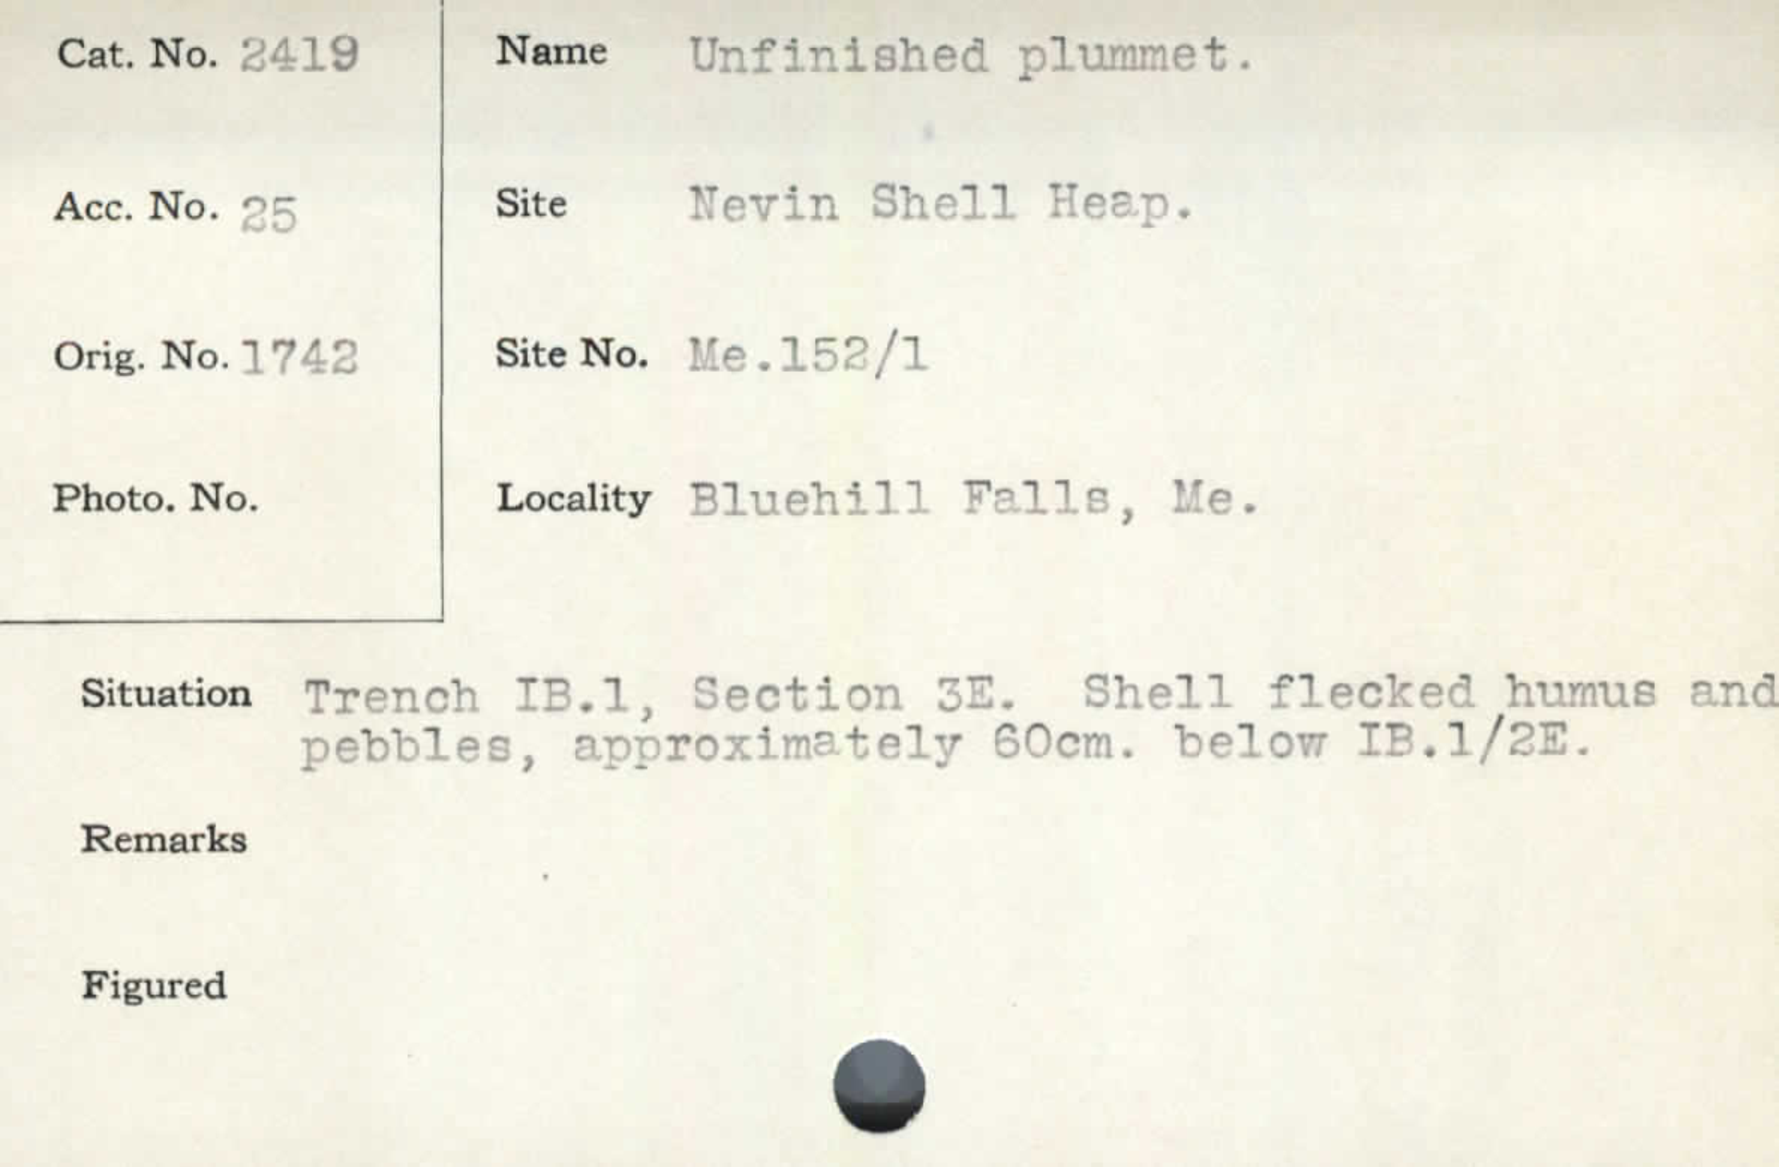 Cat. No. 2419
Name Unfinished plummet.
Acc. No. 25
Site Nevin Shell Heap.
Orig. No. 1742
Site No. Me.152/1
Photo. No.
Locality Bluehill Falls, Me.
Situation Trench IB.1, Section 3E. Shell flecked humus and
pebbles, approximately 60cm. below IB.1/2E.
Remarks
Figured